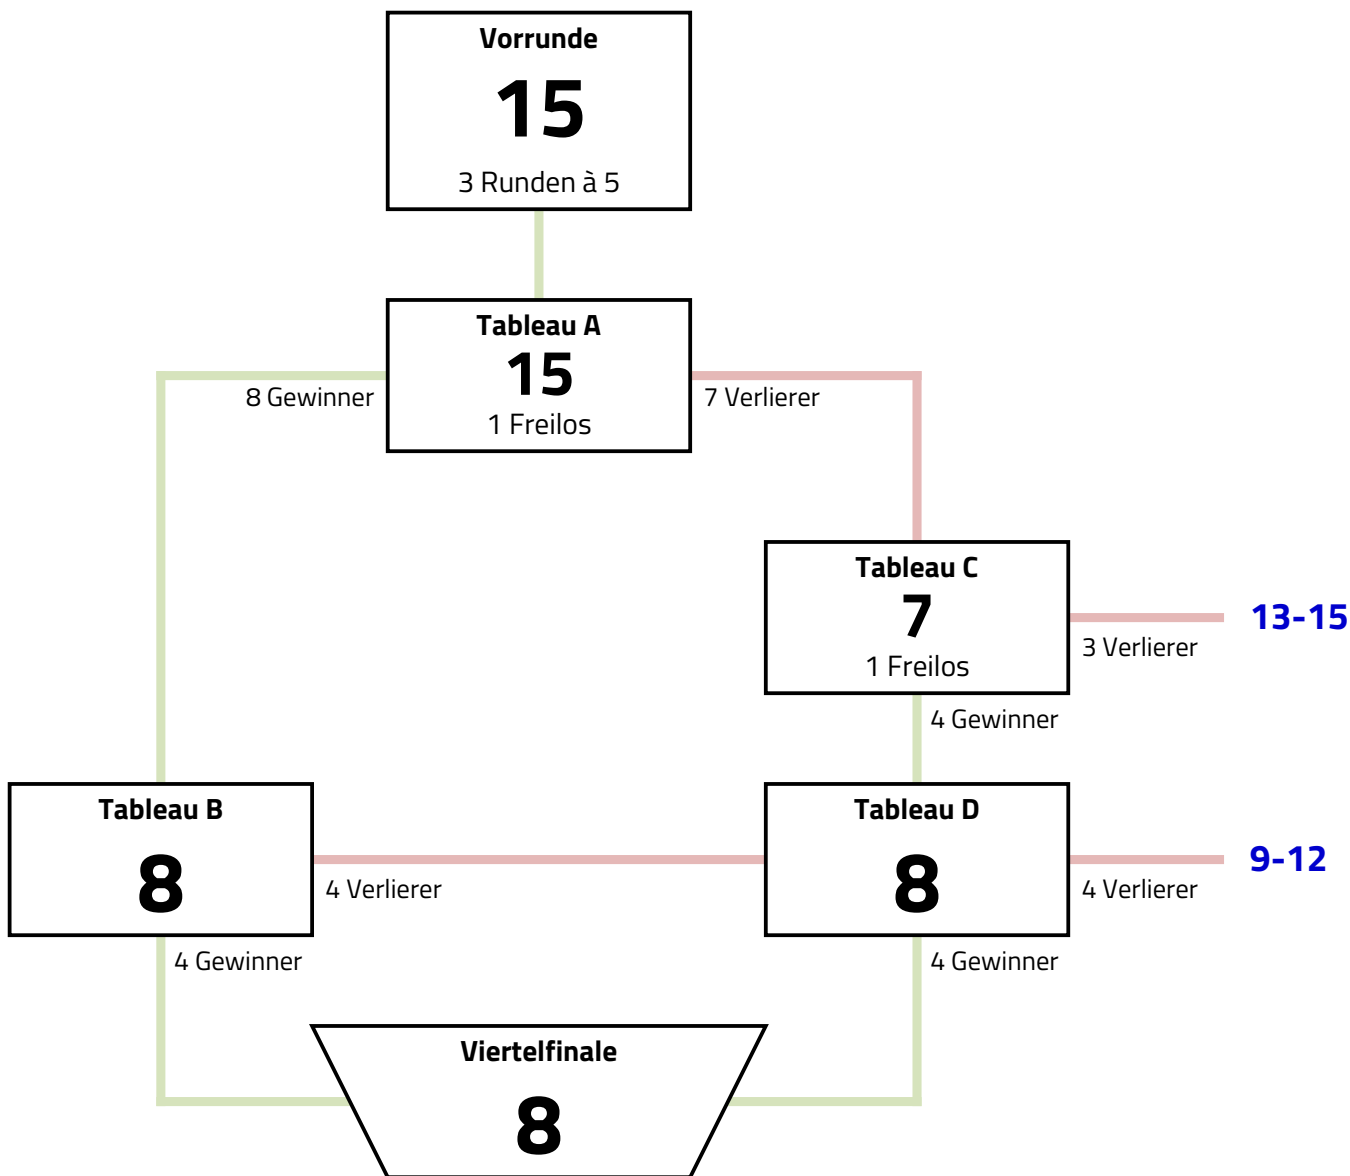 Vorrunde
15
3 Runden à 5
Tableau A
15
1 Freilos
8 Gewinner
7 Verlierer
Tableau C
7
1 Freilos
13-15
3 Verlierer
4 Gewinner
Tableau B
8
4 Verlierer
4 Gewinner
Tableau D
8
9-12
4 Verlierer
4 Gewinner
Viertelfinale
8